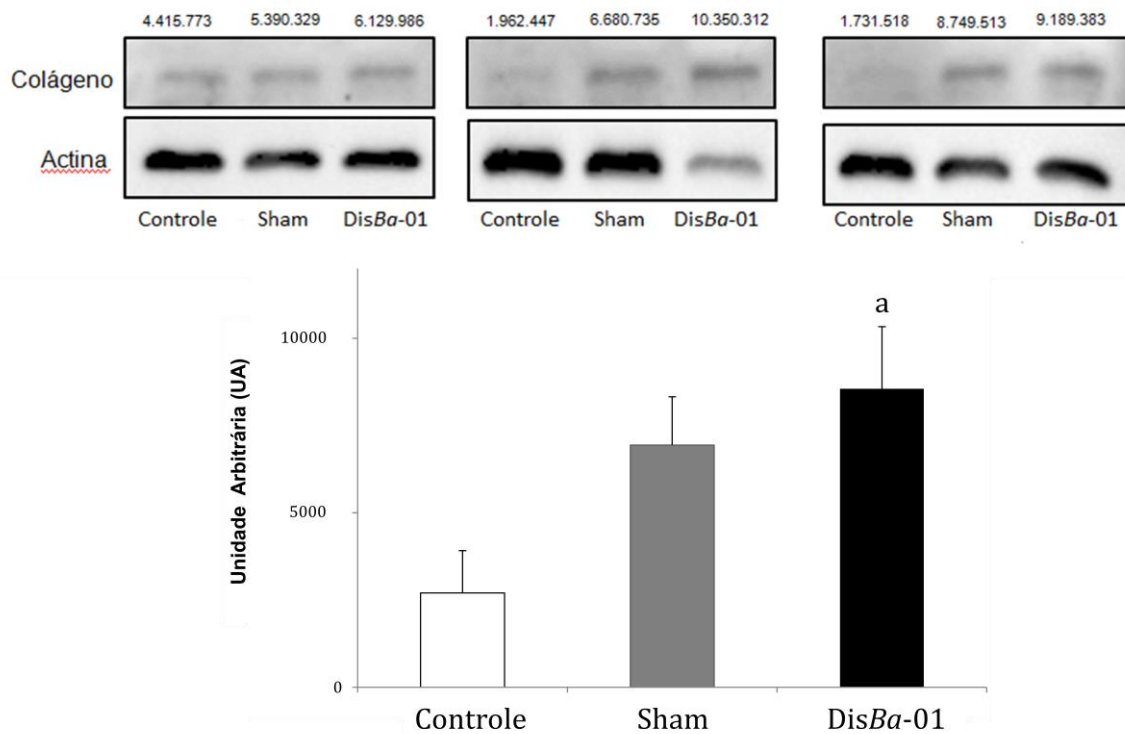 4.415.773 5.390.329 6.129.986 1.962.447 6.680.735 10.350.312 1.731.518 8.749.513 9.189.383
Colágeno
Actina
Controle Sham DisBa-01 Controle Sham DisBa-01 Controle Sham DisBa-01
a
10000
5000
0
Unidade Arbitrária (UA)
Controle Sham DisBa-01